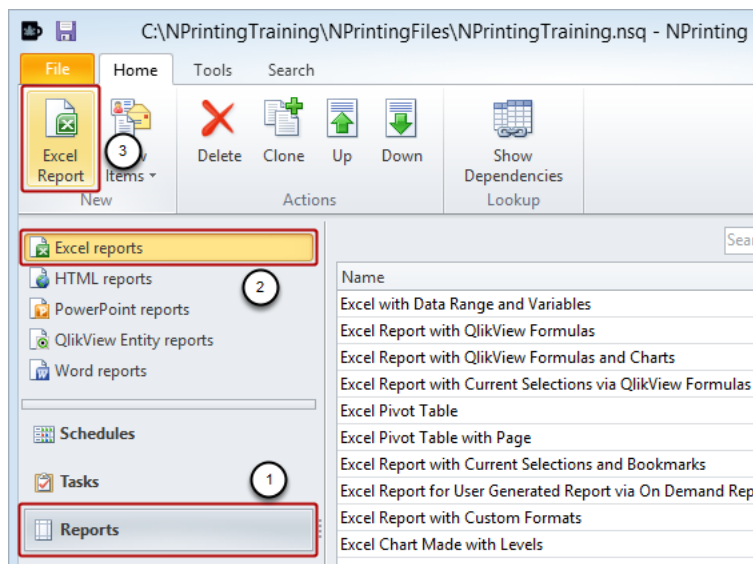 C:\NPrintingTraining\NPrintingFiles\NPrintingTraining.nsq - NPrinting
File Home Tools Search
Excel Report
3
Items
Delete
Clone
Up
Down
Show Dependencies
New
Actions
Lookup
Excel reports
HTML reports
2
PowerPoint reports
QlikView Entity reports
Word reports
Schedules
Tasks
1
Reports
Name
Excel with Data Range and Variables
Excel Report with QlikView Formulas
Excel Report with QlikView Formulas and Charts
Excel Report with Current Selections via QlikView Formulas
Excel Pivot Table
Excel Pivot Table with Page
Excel Report with Current Selections and Bookmarks
Excel Report for User Generated Report via On Demand Rep
Excel Report with Custom Formats
Excel Chart Made with Levels